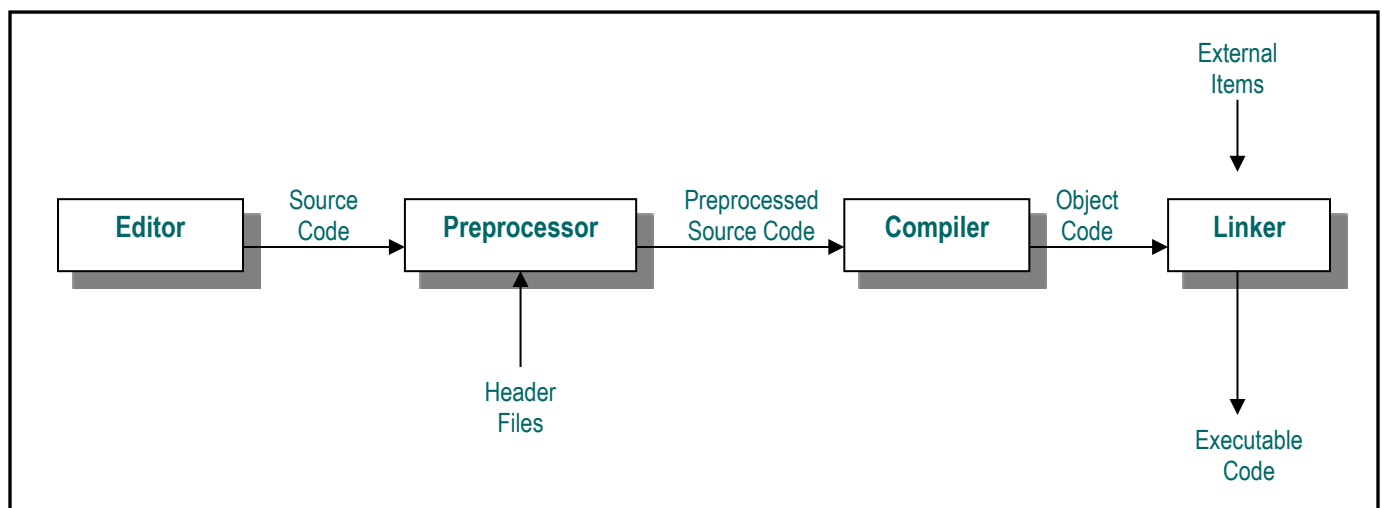 External
Items
Editor
Source
Code
Preprocessor
Preprocessed
Source Code
Compiler
Object
Code
Linker
Header
Files
Executable
Code